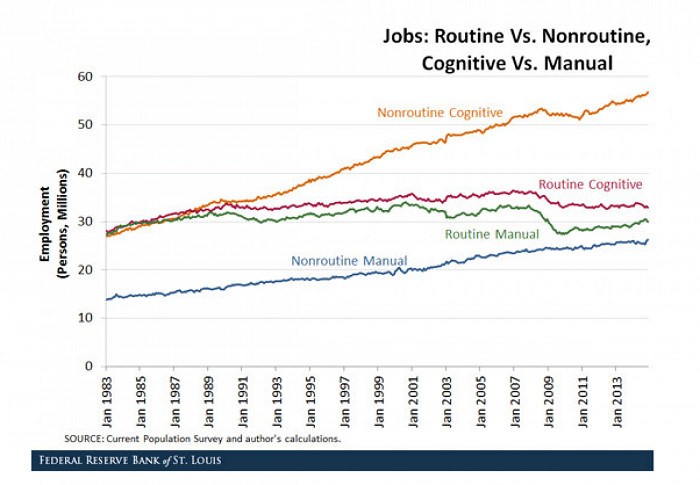 Jobs: Routine Vs. Nonroutine,
Cognitive Vs. Manual
Employment
(Persons, Millions)
60
50
40
30
20
10
0
Nonroutine Cognitive
Routine Cognitive
Routine Manual
Nonroutine Manual
Jan 1983
Jan 1985
Jan 1987
Jan 1989
Jan 1991
Jan 1993
Jan 1995
Jan 1997
Jan 1999
Jan 2001
Jan 2003
Jan 2005
Jan 2007
Jan 2009
Jan 2011
Jan 2013
SOURCE: Current Population Survey and author's calculations.
FEDERAL RESERVE BANK of ST. LOUIS